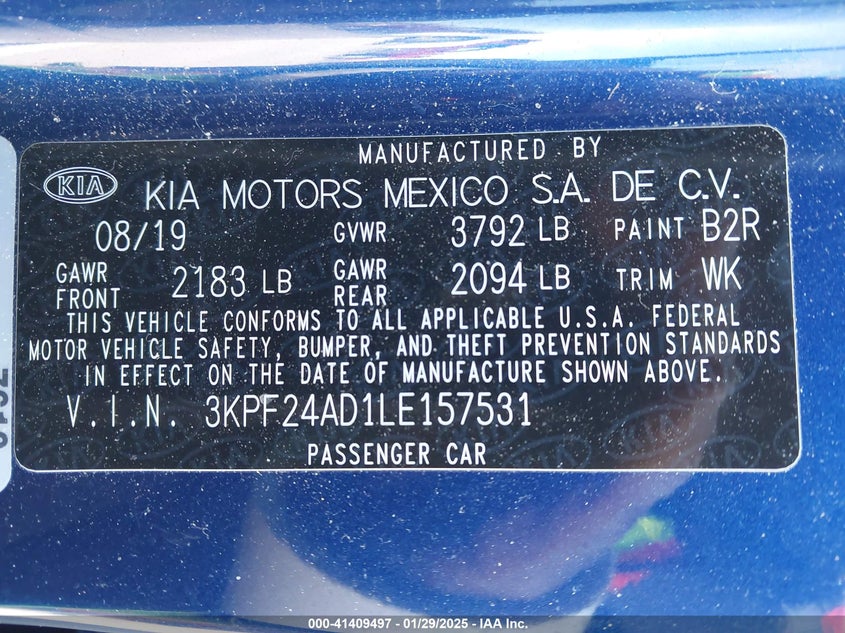 MANUFACTURED BY
KIA KIA MOTORS MEXICO S.A. DE C.V.
08/19 GVWR 3792 LB PAINT B2R
GAWR FRONT 2183 LB GAWR REAR 2094 LB TRIM WK
THIS VEHICLE CONFORMS TO ALL APPLICABLE U.S.A. FEDERAL
MOTOR VEHICLE SAFETY, BUMPER, AND THEFT PREVENTION STANDARDS
IN EFFECT ON THE DATE OF MANUFACTURE SHOWN ABOVE.
V.I.N. 3KPF24AD1LE157531
PASSENGER CAR
000-41409497 - 01/29/2025 - IAA Inc.